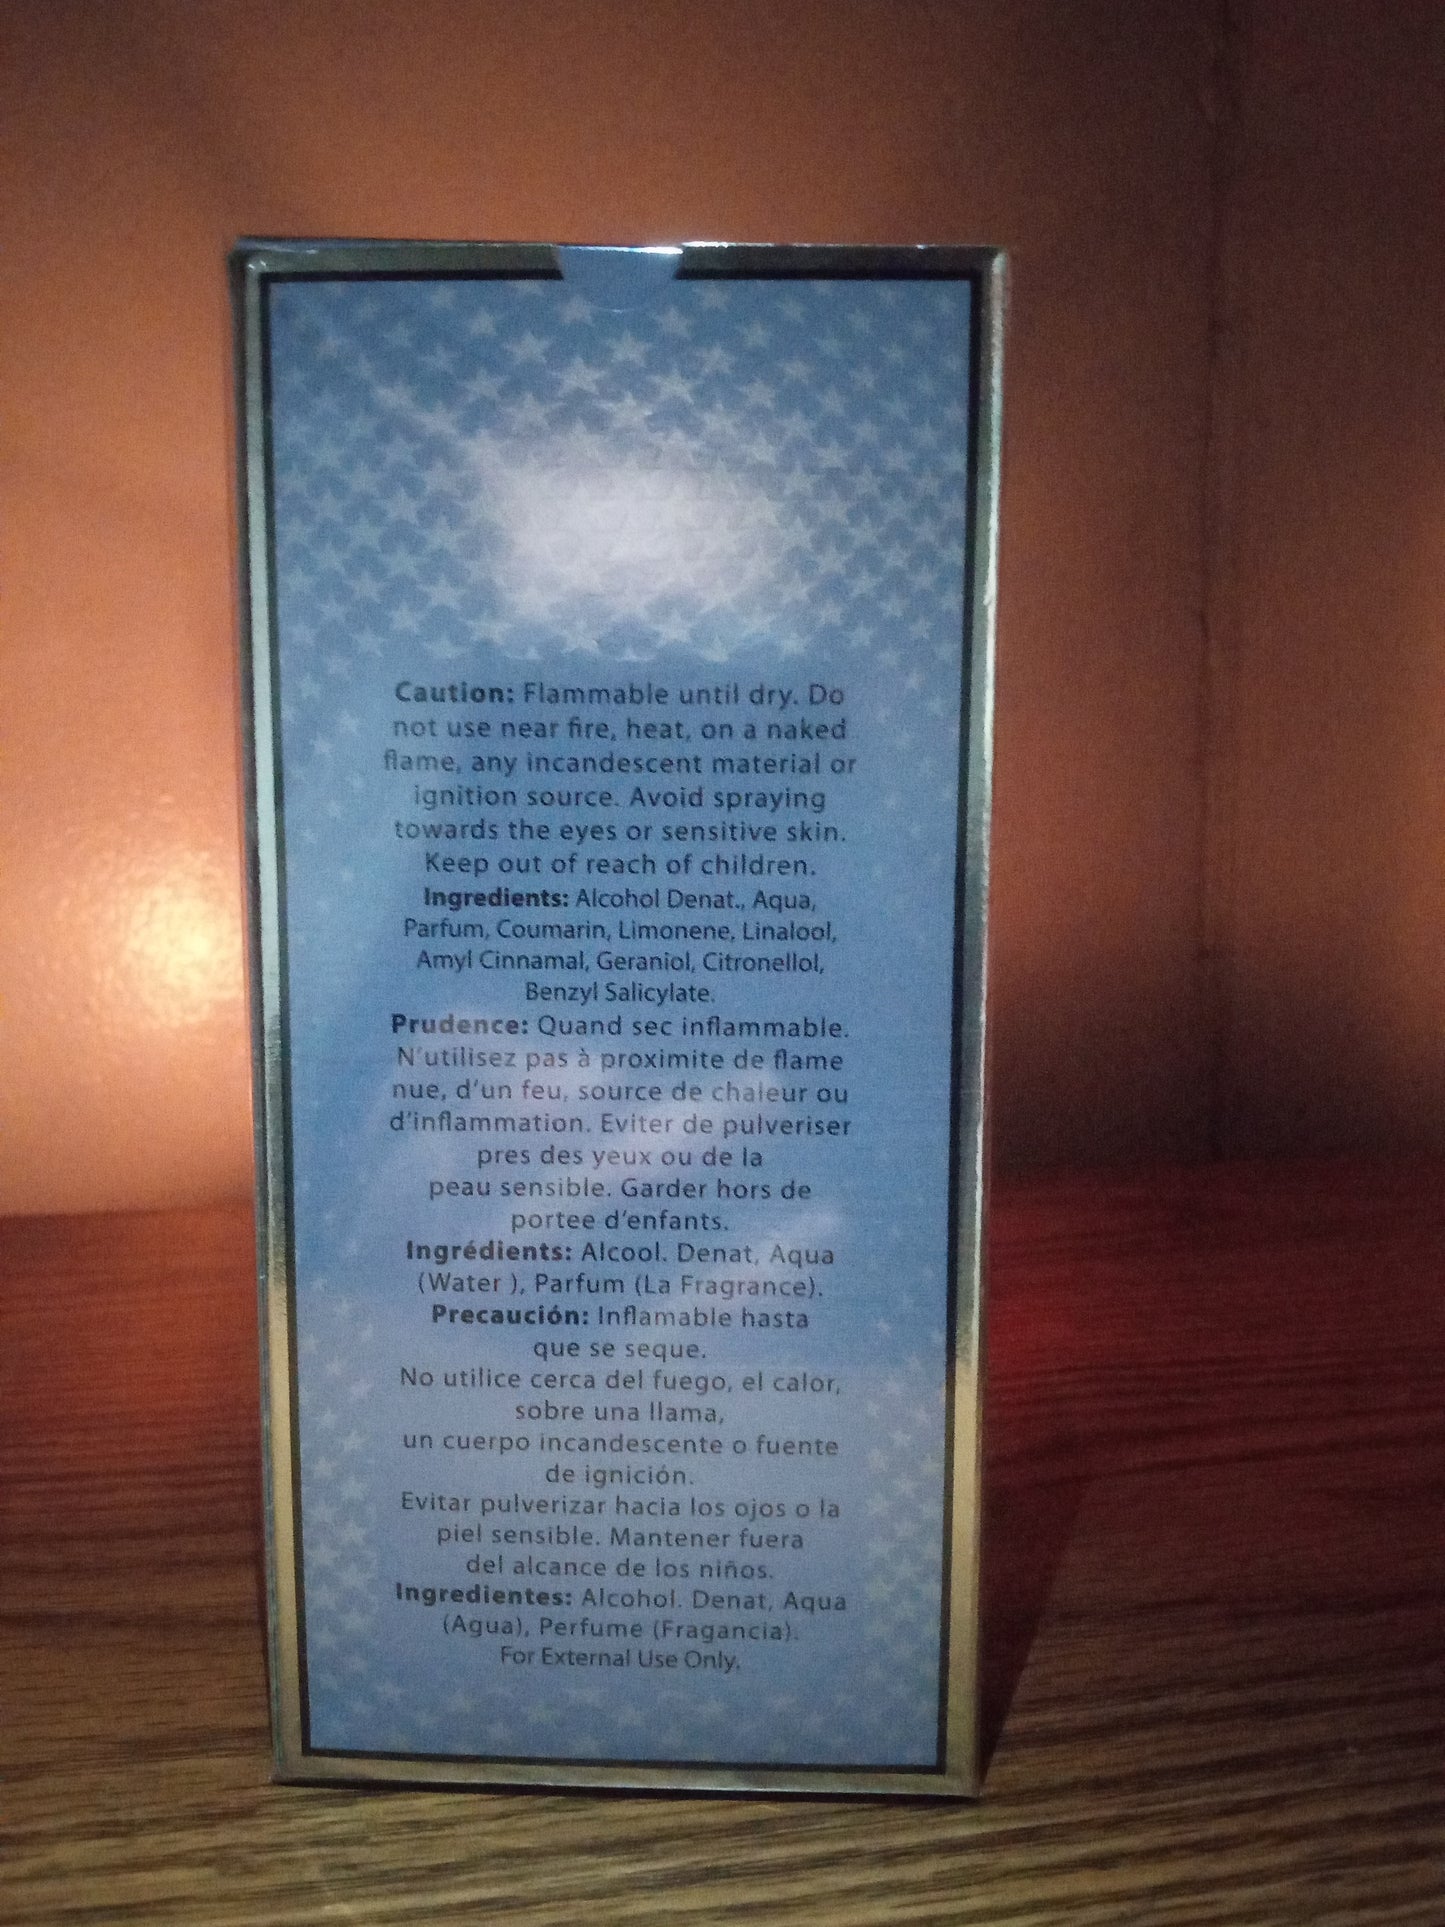 Caution: Flammable until dry. Do
not use near fire, heat, on a naked
flame, any incandescent material or
ignition source. Avoid spraying
towards the eyes or sensitive skin.
Keep out of reach of children.
Ingredients: Alcohol Denat., Aqua,
Parfum, Coumarin, Limonene, Linalool,
Amyl Cinnamal, Geraniol, Citronellol,
Benzyl Salicylate.
Prudence: Quand sec inflammable.
N'utilisez pas à proximite de flame
nue, d'un feu, source de chaleur ou
d'inflammation. Eviter de pulveriser
pres des yeux ou de la
peau sensible. Garder hors de
portee d'enfants.
Ingrédients: Alcool. Denat, Aqua
(Water ), Parfum (La Fragrance).
Precaución: Inflamable hasta
que se seque.
No utilice cerca del fuego, el calor,
sobre una llama,
un cuerpo incandescente o fuente
de ignición.
Evitar pulverizar hacia los ojos o la
piel sensible. Mantener fuera
del alcance de los niños.
Ingredientes: Alcohol. Denat, Aqua
(Agua), Perfume (Fragancia).
For External Use Only.